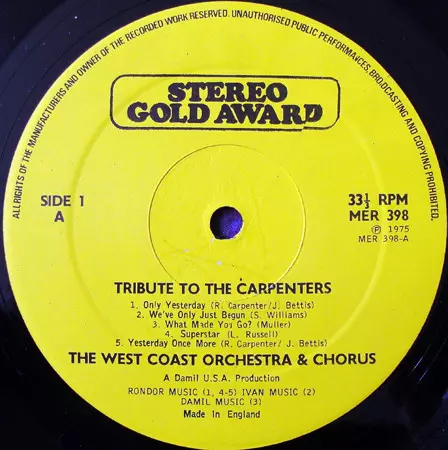 ALL RIGHTS OF THE MANUFACTURERS AND OWNER OF THE RECORDED WORK RESERVED. UNAUTHORISED PUBLIC PERFORMANCES, BROADCASTING AND COPYING PROHIBITED.
STEREO
GOLD AWARD
SIDE 1
A
33⅓ RPM
MER 398
Ⓟ 1975
MER 398-A
TRIBUTE TO THE CARPENTERS
1. Only Yesterday (R. Carpenter/J. Bettis)
2. We've Only Just Begun (S. Williams)
3. What Made You Go? (Muller)
4. Superstar (L. Russell)
5. Yesterday Once More (R. Carpenter/ J. Bettis)
THE WEST COAST ORCHESTRA & CHORUS
A Damil U.S.A. Production
RONDOR MUSIC (1, 4-5) IVAN MUSIC (2)
DAMIL MUSIC (3)
Made In England